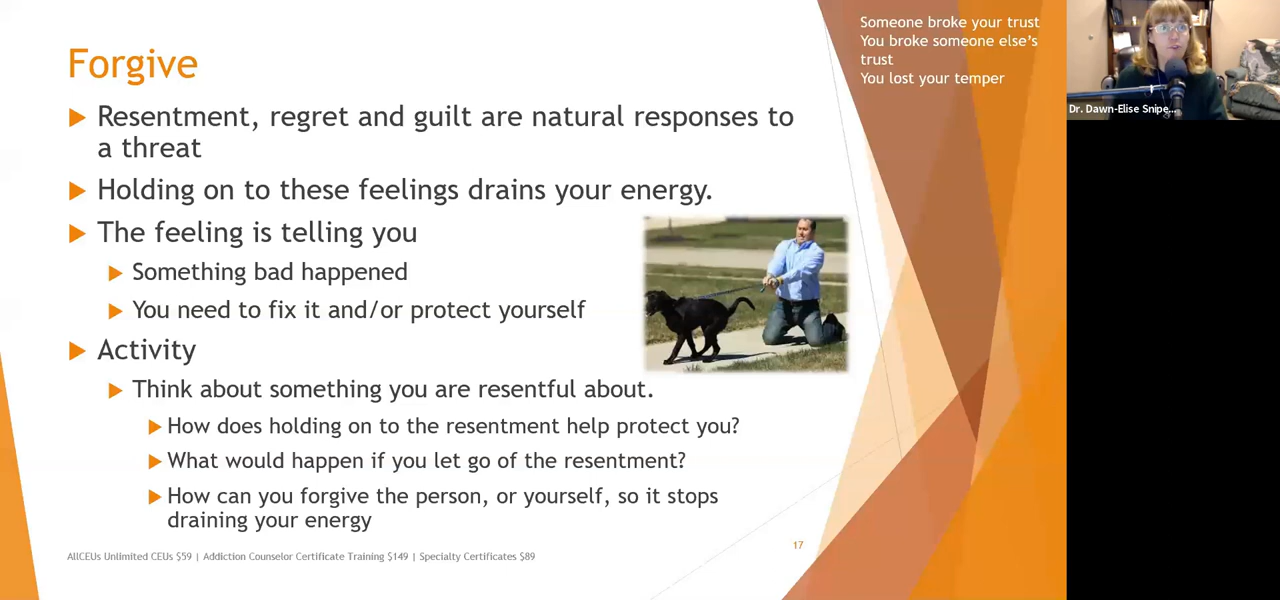 Forgive
Resentment, regret and guilt are natural responses to
a threat
Holding on to these feelings drains your energy.
The feeling is telling you
Something bad happened
You need to fix it and/or protect yourself
Activity
Think about something you are resentful about.
How does holding on to the resentment help protect you?
What would happen if you let go of the resentment?
How can you forgive the person, or yourself, so it stops
draining your energy
AllCEUs Unlimited CEUs $59 | Addiction Counselor Certificate Training $149 | Specialty Certificates $89
17
Someone broke your trust
You broke someone else's
trust
You lost your temper
Dr. Dawn-Elise Snipe...